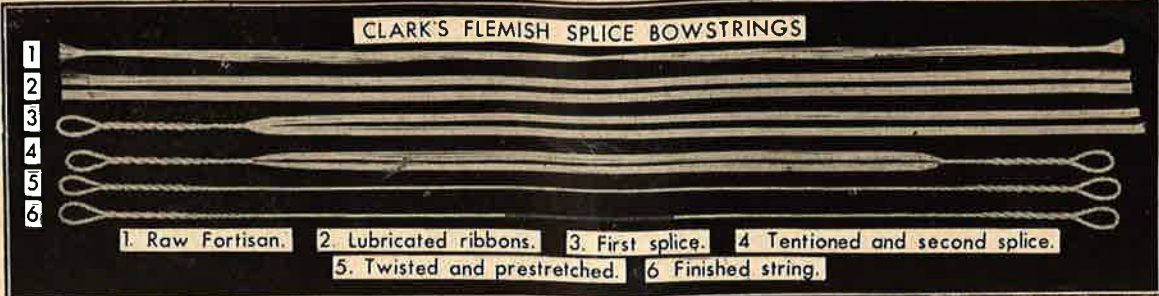 CLARK'S FLEMISH SPLICE BOWSTRINGS
1
2
3
4
5
6
1. Raw Fortisan. 2. Lubricated ribbons. 3. First splice. 4 Tentioned and second splice.
5. Twisted and prestretched. 6 Finished string.